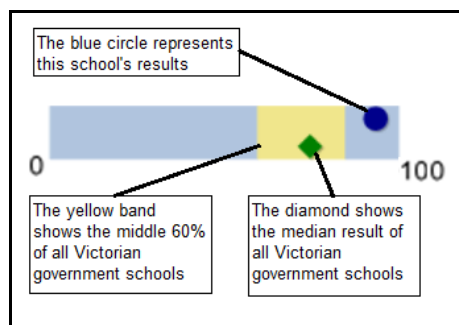 The blue circle represents
this school's results
0
100
The yellow band
shows the middle 60%
of all Victorian
government schools
The diamond shows
the median result of
all Victorian
government schools